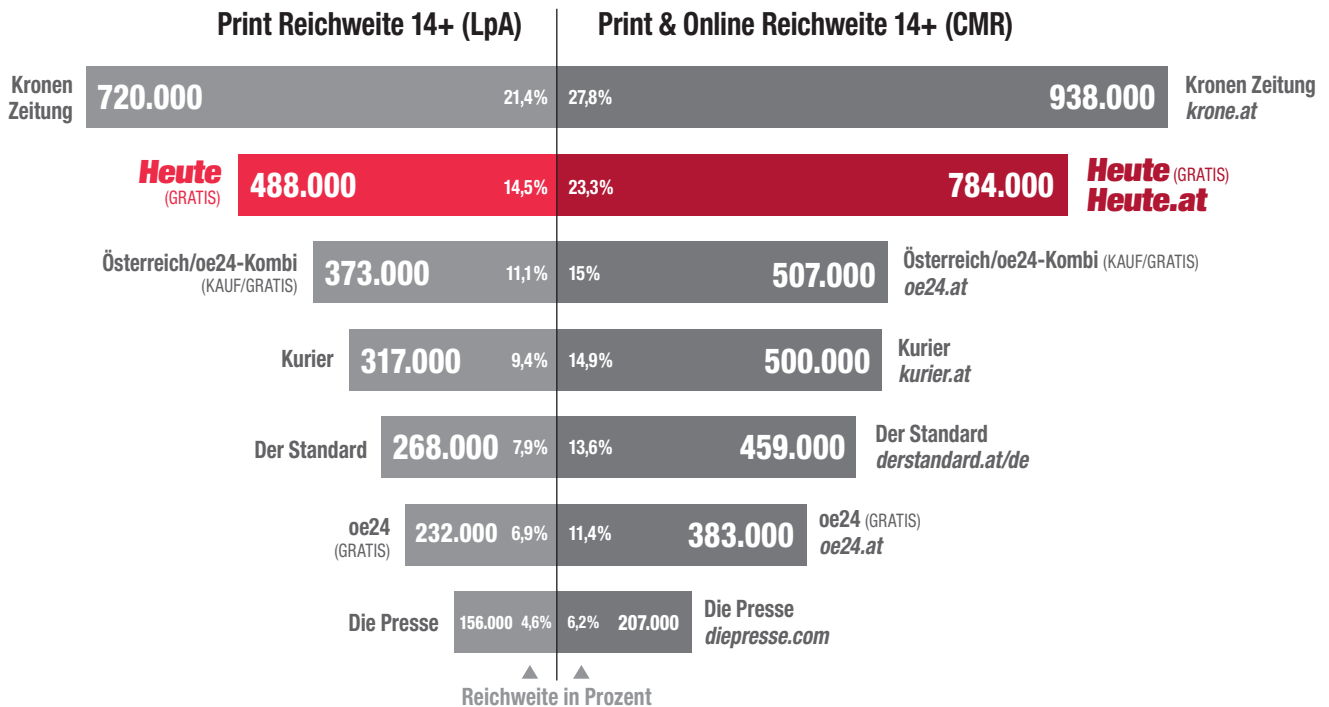 Print Reichweite 14+ (LpA)
Print & Online Reichweite 14+ (CMR)
Kronen
Zeitung
720.000
21,4%
27,8%
938.000
Kronen Zeitung
krone.at
Heute
(GRATIS)
488.000
14,5%
23,3%
784.000
Heute (GRATIS)
Heute.at
Österreich/oe24-Kombi
(KAUF/GRATIS)
373.000
11,1%
15%
507.000
Österreich/oe24-Kombi (KAUF/GRATIS)
oe24.at
Kurier
317.000
9,4%
14,9%
500.000
Kurier
kurier.at
Der Standard
268.000
7,9%
13,6%
459.000
Der Standard
derstandard.at/de
oe24
(GRATIS)
232.000
6,9%
11,4%
383.000
oe24 (GRATIS)
oe24.at
Die Presse
156.000
4,6%
6,2%
207.000
Die Presse
diepresse.com
Reichweite in Prozent